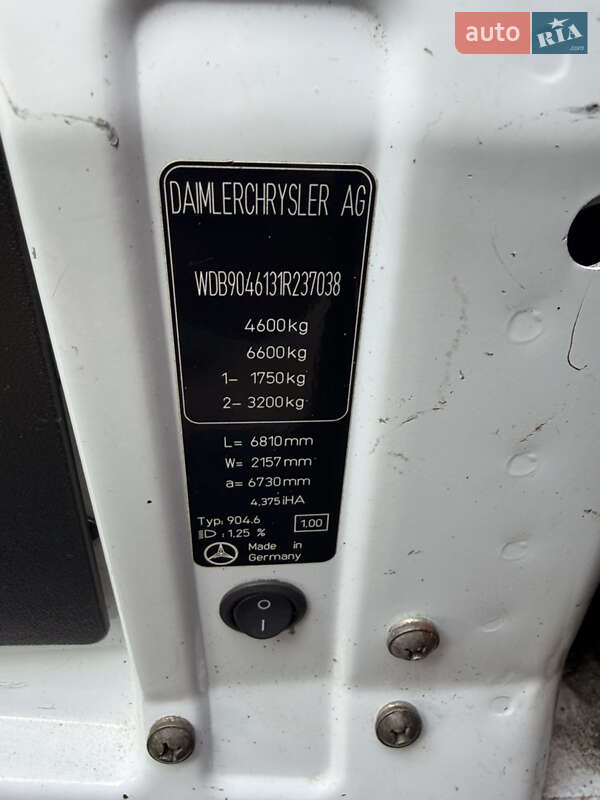 auto RIA.com
DAIMLERCHRYSLER AG
WDB9046131R237038
4600kg
6600kg
1- 1750kg
2- 3200kg
L= 6810mm
W= 2157mm
a= 6730mm
4,375iHA
Typ: 904.6 1,00
: 1,25 %
Made in
Germany
O
I